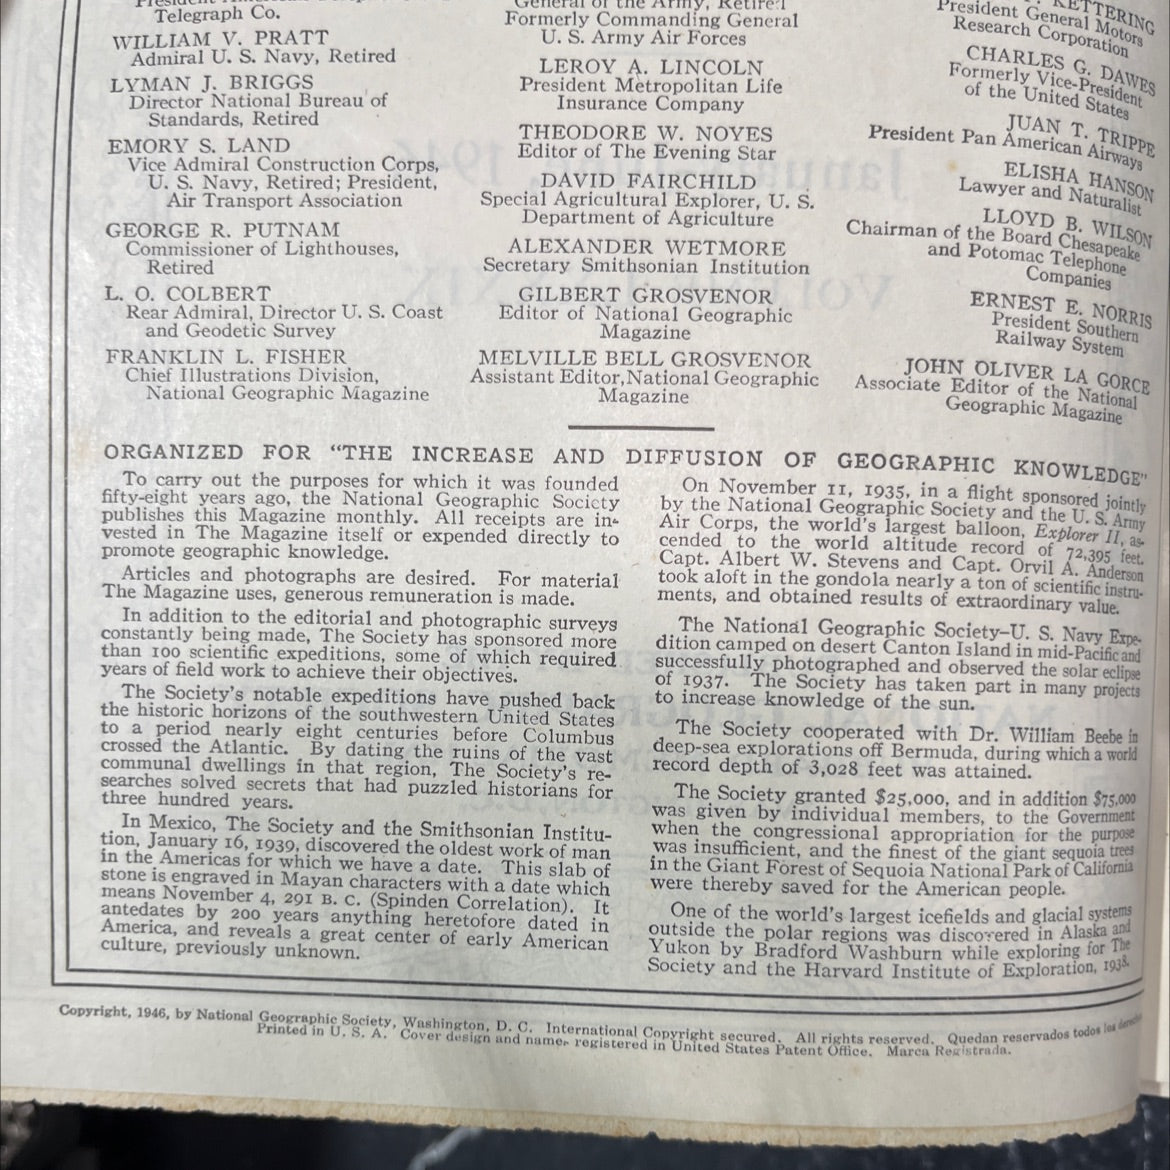 Telegraph Co.
WILLIAM V. PRATT
Admiral U. S. Navy, Retired
LYMAN J. BRIGGS
Director National Bureau of
Standards, Retired
EMORY S. LAND
Vice Admiral Construction Corps,
U. S. Navy, Retired; President,
Air Transport Association
GEORGE R. PUTNAM
Commissioner of Lighthouses,
Retired
L. O. COLBERT
Rear Admiral, Director U. S. Coast
and Geodetic Survey
FRANKLIN L. FISHER
Chief Illustrations Division,
National Geographic Magazine
General of the Army, Retired
Formerly Commanding General
U. S. Army Air Forces
LEROY A. LINCOLN
President Metropolitan Life
Insurance Company
THEODORE W. NOYES
Editor of The Evening Star
DAVID FAIRCHILD
Special Agricultural Explorer, U. S.
Department of Agriculture
ALEXANDER WETMORE
Secretary Smithsonian Institution
GILBERT GROSVENOR
Editor of National Geographic
Magazine
MELVILLE BELL GROSVENOR
Assistant Editor, National Geographic
Magazine
KETTERING
President General Motors
Research Corporation
CHARLES G. DAWES
Formerly Vice-President
of the United States
JUAN T. TRIPPE
President Pan American Airways
ELISHA HANSON
Lawyer and Naturalist
LLOYD B. WILSON
Chairman of the Board Chesapeake
and Potomac Telephone
Companies
ERNEST E. NORRIS
President Southern
Railway System
JOHN OLIVER LA GORCE
Associate Editor of the National
Geographic Magazine
ORGANIZED FOR "THE INCREASE AND DIFFUSION OF GEOGRAPHIC KNOWLEDGE"
To carry out the purposes for which it was founded
fifty-eight years ago, the National Geographic Society
publishes this Magazine monthly. All receipts are in-
vested in The Magazine itself or expended directly to
promote geographic knowledge.
Articles and photographs are desired. For material
The Magazine uses, generous remuneration is made.
In addition to the editorial and photographic surveys
constantly being made, The Society has sponsored more
than 100 scientific expeditions, some of which required
years of field work to achieve their objectives.
The Society's notable expeditions have pushed back
the historic horizons of the southwestern United States
to a period nearly eight centuries before Columbus
crossed the Atlantic. By dating the ruins of the vast
communal dwellings in that region, The Society's re-
searches solved secrets that had puzzled historians for
three hundred years.
In Mexico, The Society and the Smithsonian Institu-
tion, January 16, 1939, discovered the oldest work of man
in the Americas for which we have a date. This slab of
stone is engraved in Mayan characters with a date which
means November 4, 291 B. C. (Spinden Correlation). It
antedates by 200 years anything heretofore dated in
America, and reveals a great center of early American
culture, previously unknown.
On November 11, 1935, in a flight sponsored jointly
by the National Geographic Society and the U. S. Army
Air Corps, the world's largest balloon, Explorer II, as-
cended to the world altitude record of 72,395 feet.
Capt. Albert W. Stevens and Capt. Orvil A. Anderson
took aloft in the gondola nearly a ton of scientific instru-
ments, and obtained results of extraordinary value.
The National Geographic Society–U. S. Navy Expe-
dition camped on desert Canton Island in mid-Pacific and
successfully photographed and observed the solar eclipse
of 1937. The Society has taken part in many projects
to increase knowledge of the sun.
The Society cooperated with Dr. William Beebe in
deep-sea explorations off Bermuda, during which a world
record depth of 3,028 feet was attained.
The Society granted $25,000, and in addition $75,000
was given by individual members, to the Government
when the congressional appropriation for the purpose
was insufficient, and the finest of the giant sequoia trees
in the Giant Forest of Sequoia National Park of California
were thereby saved for the American people.
One of the world's largest icefields and glacial systems
outside the polar regions was discovered in Alaska and
Yukon by Bradford Washburn while exploring for The
Society and the Harvard Institute of Exploration, 1938.
Copyright, 1946, by National Geographic Society, Washington, D. C. International Copyright secured. All rights reserved. Quedan reservados todos los
Printed in U. S. A. Cover design and name, registered in United States Patent Office. Marca Registrada.